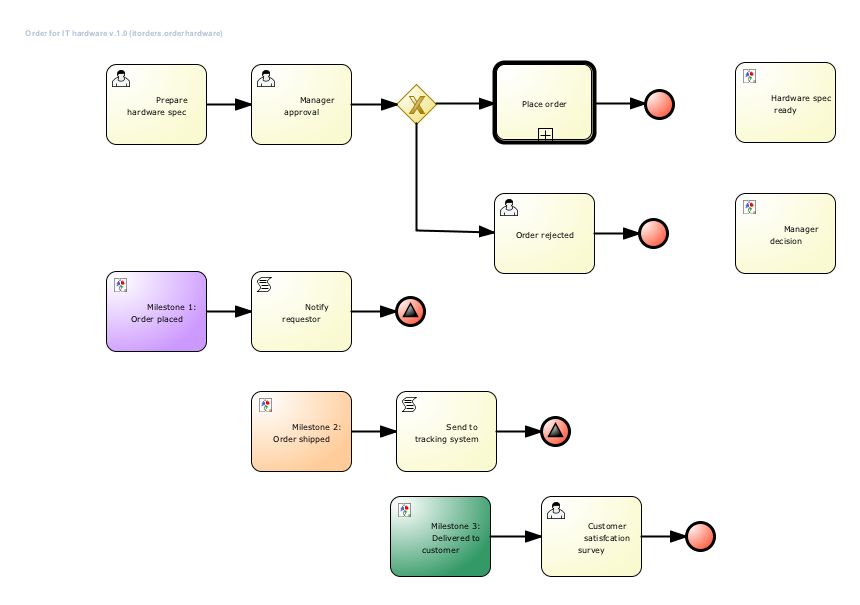 Order for IT hardware v.1.0 (itorders.orderhardware)
Prepare
hardware spec
Manager
approval
X
Place order
Hardware spec
ready
Order rejected
Manager
decision
Milestone 1:
Order placed
Notify
requestor
Milestone 2:
Order shipped
Send to
tracking system
Milestone 3:
Delivered to
customer
Customer
satisfcation
survey